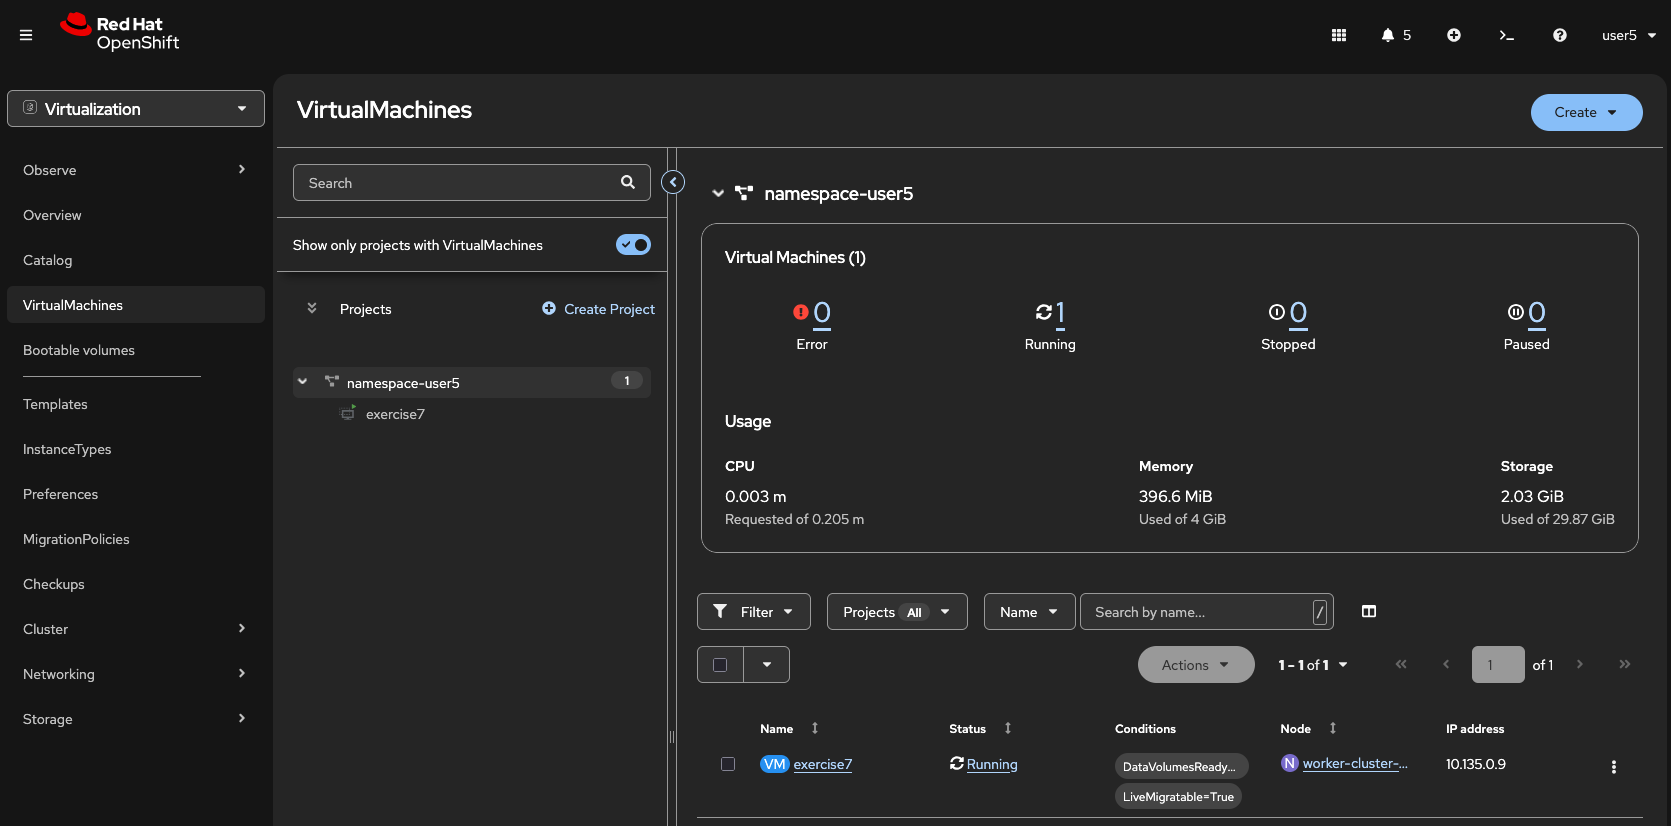 Red Hat
OpenShift
5
user5
Virtualization
Observe
Overview
Catalog
VirtualMachines
Bootable volumes
Templates
InstanceTypes
Preferences
MigrationPolicies
Checkups
Cluster
Networking
Storage
VirtualMachines
Create
Search
Show only projects with VirtualMachines
Projects
Create Project
namespace-user5
1
exercise7
namespace-user5
Virtual Machines (1)
0
Error
1
Running
0
Stopped
0
Paused
Usage
CPU
0.003 m
Requested of 0.205 m
Memory
396.6 MiB
Used of 4 GiB
Storage
2.03 GiB
Used of 29.87 GiB
Filter
Projects All
Name
Search by name...
/
Actions
1 – 1 of 1
1
of 1
Name Status Conditions Node IP address
VM exercise7
Running
DataVolumesReady...
LiveMigratable=True
N worker-cluster-...
10.135.0.9